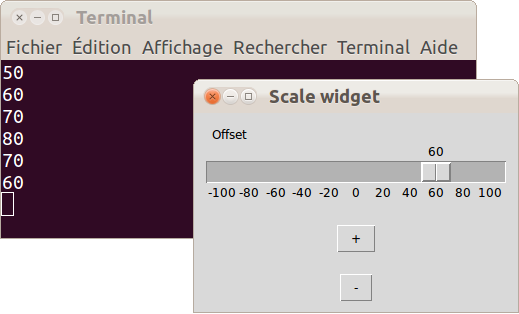 Terminal
Fichier Édition Affichage Rechercher Terminal Aide
50
60
70
80
70
60
Scale widget
Offset
60
-100 -80 -60 -40 -20 0 20 40 60 80 100
+
-